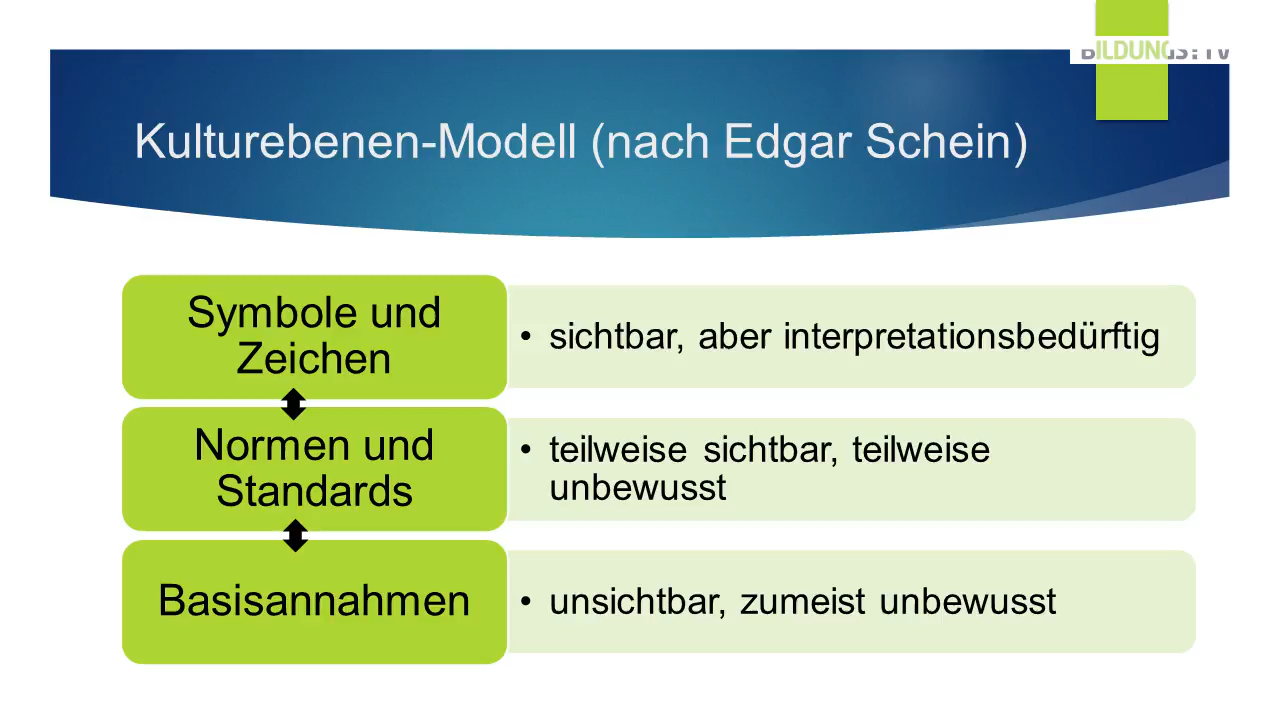 BILDUNGS.TV
Kulturebenen-Modell (nach Edgar Schein)
Symbole und
Zeichen
• sichtbar, aber interpretationsbedürftig
Normen und
Standards
• teilweise sichtbar, teilweise
unbewusst
Basisannahmen
• unsichtbar, zumeist unbewusst